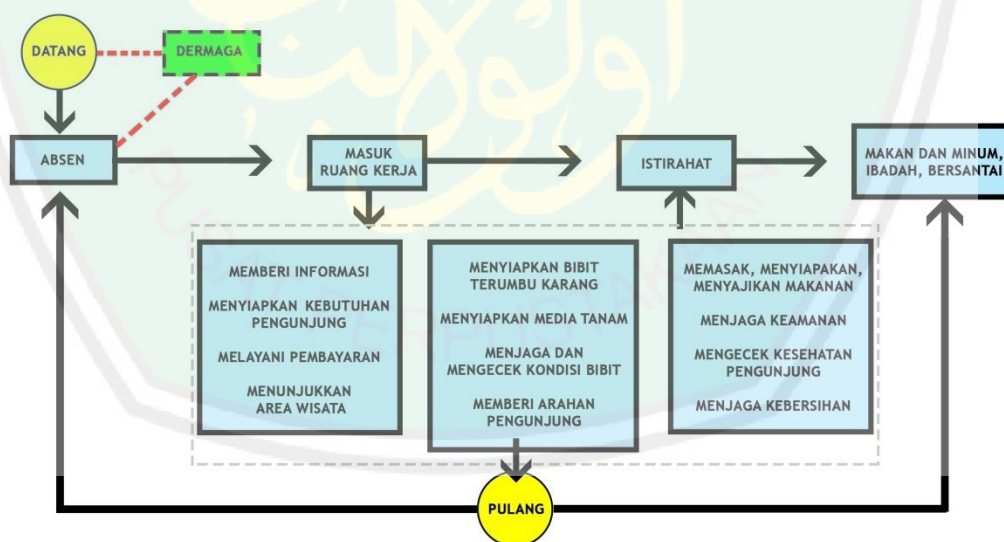 DATANG
DERMAGA
ABSEN
MASUK
RUANG KERJA
ISTIRAHAT
MAKAN DAN MINUM,
IBADAH, BERSANTAI
MEMBERI INFORMASI
MENYIAPKAN KEBUTUHAN
PENGUNJUNG
MELAYANI PEMBAYARAN
MENUNJUKKAN
AREA WISATA
MENYIAPKAN BIBIT
TERUMBU KARANG
MENYIAPKAN MEDIA TANAM
MENJAGA DAN
MENGECEK KONDISI BIBIT
MEMBERI ARAHAN
PENGUNJUNG
MEMASAK, MENYIAPAKAN,
MENYAJIKAN MAKANAN
MENJAGA KEAMANAN
MENGECEK KESEHATAN
PENGUNJUNG
MENJAGA KEBERSIHAN
PULANG
PUSAT PERPUSTAKAAN